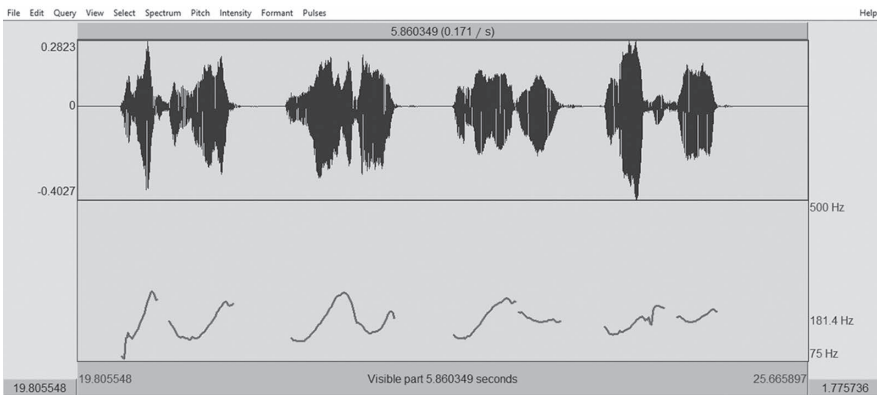 File Edit Query View Select Spectrum Pitch Intensity Formant Pulses Help
5.860349 (0.171 / s)
0.2823
0
-0.4027
500 Hz
181.4 Hz
75 Hz
19.805548 Visible part 5.860349 seconds 25.665897
19.805548 1.775736